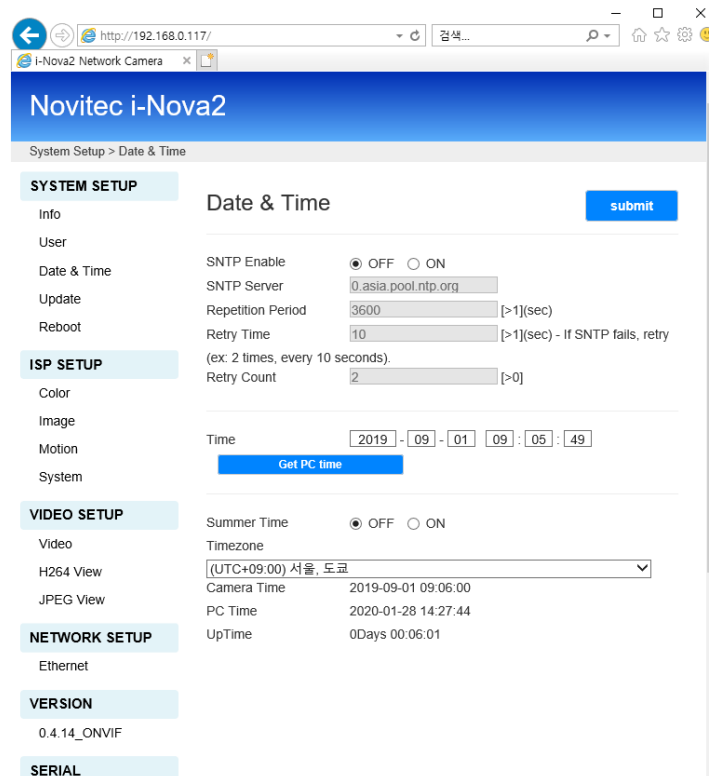 http://192.168.0.117/
검색...
i-Nova2 Network Camera
Novitec i-Nova2
System Setup > Date & Time
SYSTEM SETUP
Info
User
Date & Time
Update
Reboot
ISP SETUP
Color
Image
Motion
System
VIDEO SETUP
Video
H264 View
JPEG View
NETWORK SETUP
Ethernet
VERSION
0.4.14_ONVIF
SERIAL
Date & Time
submit
SNTP Enable OFF ON
SNTP Server 0.asia.pool.ntp.org
Repetition Period 3600 [>1](sec)
Retry Time 10 [>1](sec) - If SNTP fails, retry
(ex: 2 times, every 10 seconds).
Retry Count 2 [>0]
Time 2019 - 09 - 01 09 : 05 : 49
Get PC time
Summer Time OFF ON
Timezone
(UTC+09:00) 서울, 도쿄
Camera Time 2019-09-01 09:06:00
PC Time 2020-01-28 14:27:44
UpTime 0Days 00:06:01